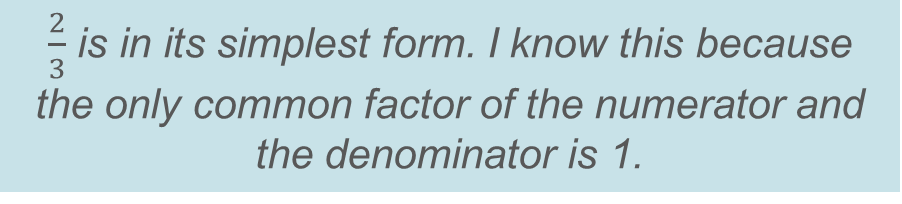 2/3 is in its simplest form. I know this because
the only common factor of the numerator and
the denominator is 1.